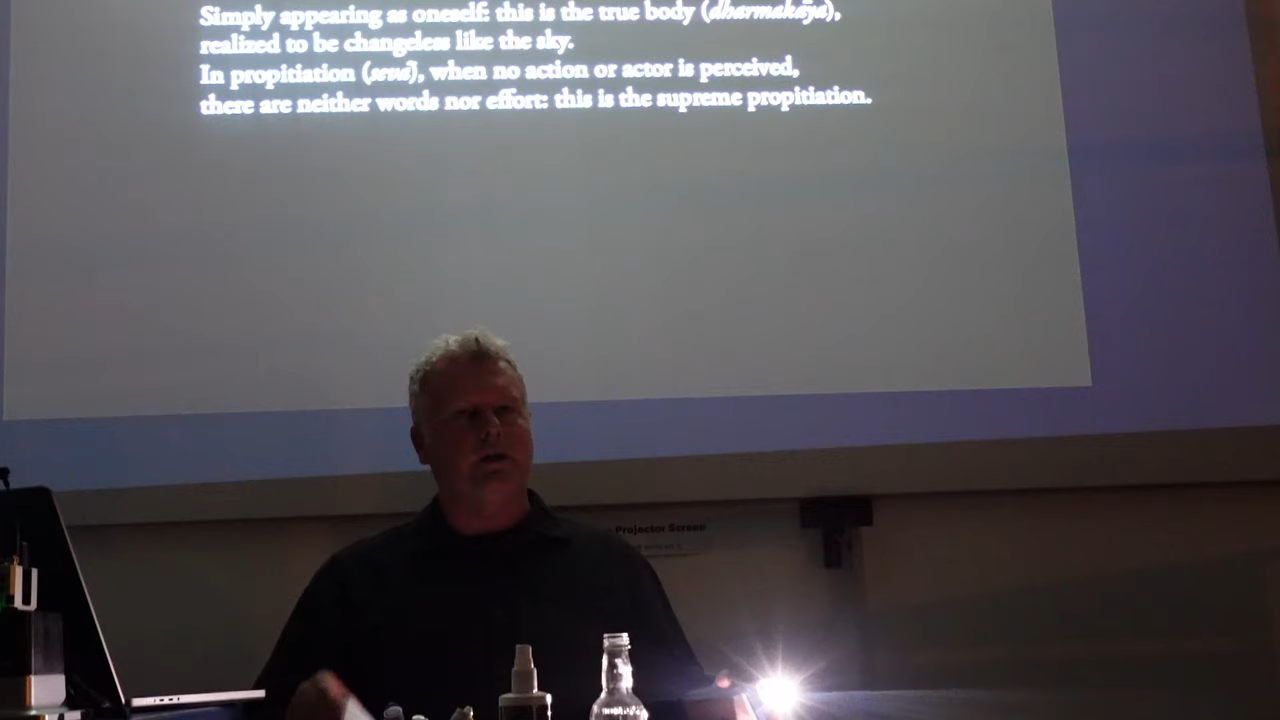 Simply appearing as oneself: this is the true body (dharmakāya),
realized to be changeless like the sky.
In propitiation (sevā), when no action or actor is perceived,
there are neither words nor effort: this is the supreme propitiation.
Projector Screen